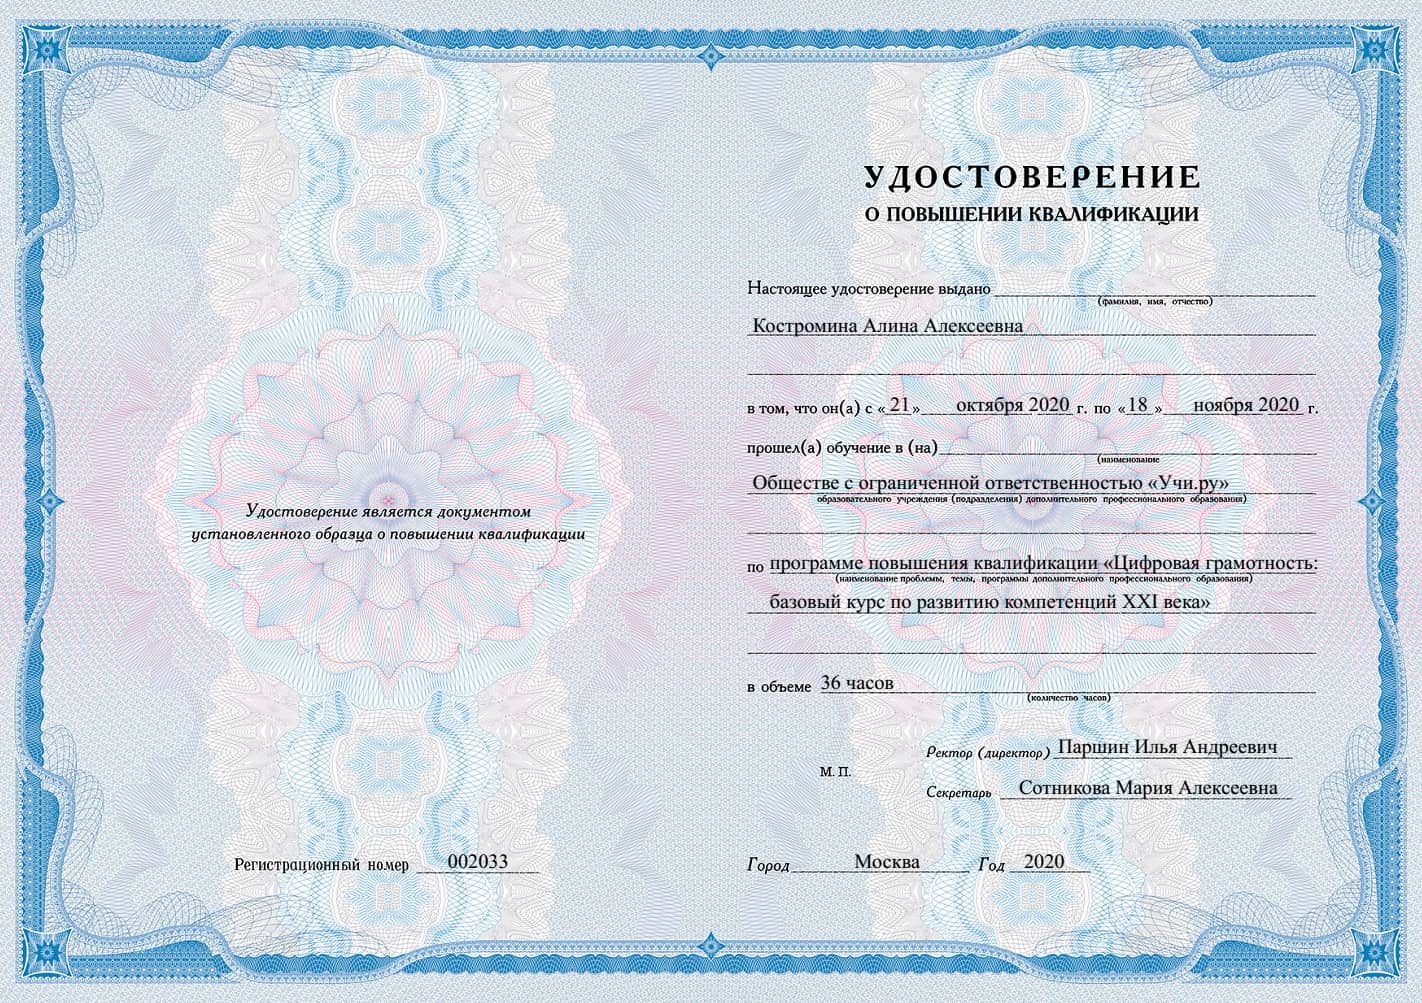 УДОСТОВЕРЕНИЕ
О ПОВЫШЕНИИ КВАЛИФИКАЦИИ
Настоящее удостоверение выдано
(фамилия, имя, отчество)
Костромина Алина Алексеевна
в том, что он(а) с «21» октября 2020 г. по «18» ноября 2020 г.
прошел(а) обучение в (на)
(наименование
Обществе с ограниченной ответственностью «Учи.ру»
образовательного учреждения (подразделения) дополнительного профессионального образования)
по программе повышения квалификации «Цифровая грамотность:
(наименование проблемы, темы, программы дополнительного профессионального образования)
базовый курс по развитию компетенций XXI века»
в объеме 36 часов
(количество часов)
Ректор (директор) Паршин Илья Андреевич
М. П.
Секретарь Сотникова Мария Алексеевна
Город Москва Год 2020
Удостоверение является документом
установленного образца о повышении квалификации
Регистрационный номер 002033